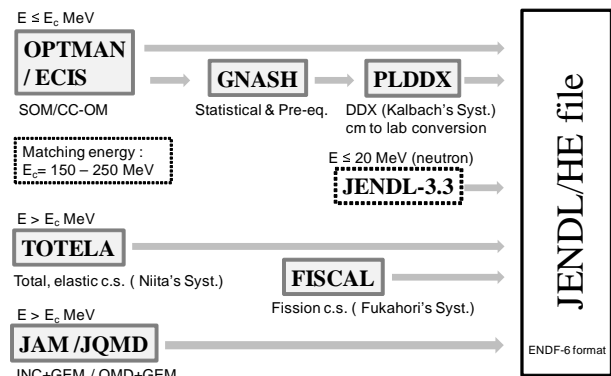 E ≤ Ec MeV
OPTMAN
/ ECIS
SOM/CC-OM
GNASH
Statistical & Pre-eq.
PLDDX
DDX (Kalbach's Syst.)
cm to lab conversion
Matching energy :
Ec= 150 – 250 MeV
E ≤ 20 MeV (neutron)
JENDL-3.3
E > Ec MeV
TOTELA
Total, elastic c.s. ( Niita's Syst.)
FISCAL
Fission c.s. ( Fukahori's Syst.)
E > Ec MeV
JAM /JQMD
INC+GEM / QMD+GEM
JENDL/HE file
ENDF-6 format